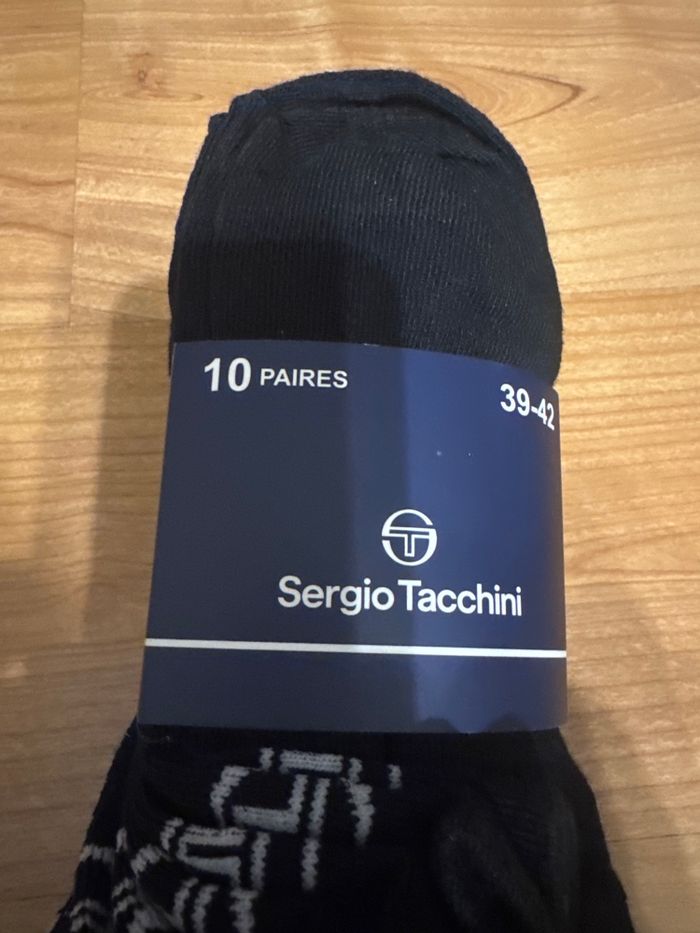 10 PAIRES
39-42
Sergio Tacchini